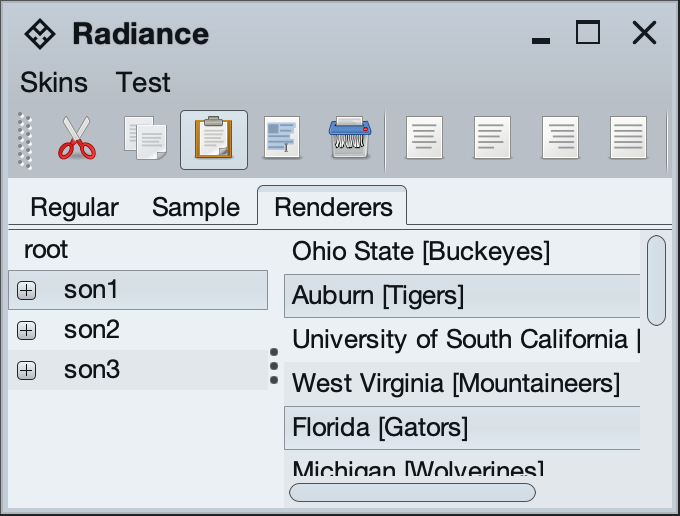 Radiance
Skins Test
Regular Sample Renderers
root
son1
son2
son3
Ohio State [Buckeyes]
Auburn [Tigers]
University of South California [
West Virginia [Mountaineers]
Florida [Gators]
Michigan [Wolverines]